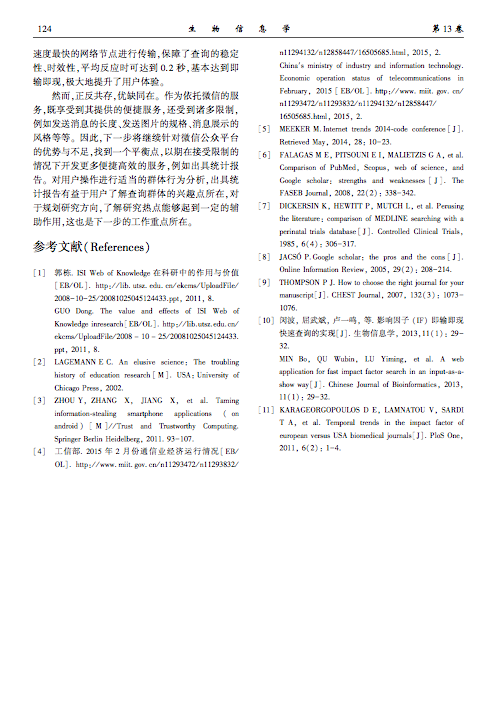 124
生 物 信 息 学
第 13 卷
速度最快的网络节点进行传输,保障了查询的稳定
性、时效性,平均反应时可达到 0.2 秒,基本达到即
输即现,极大地提升了用户体验。
然而,正反共存,优缺同在。作为依托微信的服
务,既享受到其提供的便捷服务,还受到诸多限制,
例如发送消息的长度、发送图片的规格、消息展示的
风格等等。因此,下一步将继续针对微信公众平台
的优势与不足,找到一个平衡点,以期在接受限制的
情况下开发更多便捷高效的服务,例如出具统计报
告。对用户操作进行适当的群体行为分析,出具统
计报告有益于用户了解查询群体的兴趣点所在,对
于规划研究方向,了解研究热点能够起到一定的辅
助作用,这也是下一步的工作重点所在。
参考文献(References)
[1] 郭栋. ISI Web of Knowledge 在科研中的作用与价值
[EB/OL]. http://lib. utsz. edu. cn/ekcms/UploadFile/
2008-10-25/20081025045124433.ppt, 2011, 8.
GUO Dong. The value and effects of ISI Web of
Knowledge inresearch[EB/OL]. http://lib.utsz.edu.cn/
ekcms/UploadFile/2008 - 10 - 25/20081025045124433.
ppt, 2011, 8.
[2] LAGEMANN E C. An elusive science: The troubling
history of education research[M]. USA: University of
Chicago Press, 2002.
[3] ZHOU Y, ZHANG X, JIANG X, et al. Taming
information-stealing smartphone applications (on
android) [M]//Trust and Trustworthy Computing.
Springer Berlin Heidelberg, 2011. 93-107.
[4] 工信部. 2015 年 2 月份通信业经济运行情况[EB/
OL]. http://www.miit.gov.cn/n11293472/n11293832/
n11294132/n12858447/16505685.html, 2015, 2.
China's ministry of industry and information technology.
Economic operation status of telecommunications in
February, 2015 [EB/OL]. http://www. miit. gov. cn/
n11293472/n11293832/n11294132/n12858447/
16505685.html, 2015, 2.
[5] MEEKER M. Internet trends 2014-code conference[J].
Retrieved May, 2014, 28: 10-23.
[6] FALAGAS M E, PITSOUNI E I, MALIETZIS G A, et al.
Comparison of PubMed, Scopus, web of science, and
Google scholar: strengths and weaknesses [J]. The
FASEB Journal, 2008, 22(2): 338-342.
[7] DICKERSIN K, HEWITT P, MUTCH L, et al. Perusing
the literature: comparison of MEDLINE searching with a
perinatal trials database[J]. Controlled Clinical Trials,
1985, 6(4): 306-317.
[8] JACSÓ P. Google scholar: the pros and the cons[J].
Online Information Review, 2005, 29(2): 208-214.
[9] THOMPSON P J. How to choose the right journal for your
manuscript[J]. CHEST Journal, 2007, 132(3): 1073-
1076.
[10] 闵波, 屈武斌, 卢一鸣, 等. 影响因子 (IF) 即输即现
快速查询的实现[J]. 生物信息学, 2013,11(1): 29-
32.
MIN Bo, QU Wubin, LU Yiming, et al. A web
application for fast impact factor search in an input-as-a-
show way[J]. Chinese Journal of Bioinformatics, 2013,
11(1): 29-32.
[11] KARAGEORGOPOULOS D E, LAMNATOU V, SARDI
T A, et al. Temporal trends in the impact factor of
european versus USA biomedical journals[J]. PloS One,
2011, 6(2): 1-4.